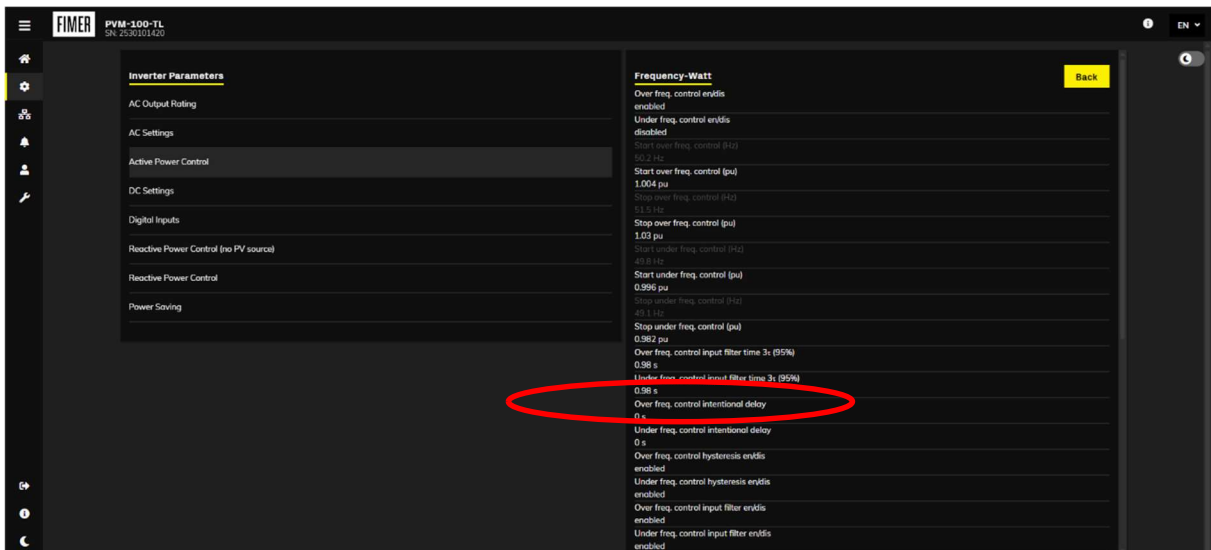 FIMER
PVM-100-TL
SN: 2530101420
EN
Inverter Parameters
AC Output Rating
AC Settings
Active Power Control
DC Settings
Digital Inputs
Reactive Power Control (no PV source)
Reactive Power Control
Power Saving
Frequency-Watt
Back
Over freq. control en/dis
enabled
Under freq. control en/dis
disabled
Start over freq. control (Hz)
50.2 Hz
Start over freq. control (pu)
1.004 pu
Stop over freq. control (Hz)
51.5 Hz
Stop over freq. control (pu)
1.03 pu
Start under freq. control (Hz)
49.8 Hz
Start under freq. control (pu)
0.996 pu
Stop under freq. control (Hz)
49.1 Hz
Stop under freq. control (pu)
0.982 pu
Over freq. control input filter time 3τ (95%)
0.98 s
Under freq. control input filter time 3τ (95%)
0.98 s
Over freq. control intentional delay
0 s
Under freq. control intentional delay
0 s
Over freq. control hysteresis en/dis
enabled
Under freq. control hysteresis en/dis
enabled
Over freq. control input filter en/dis
enabled
Under freq. control input filter en/dis
enabled